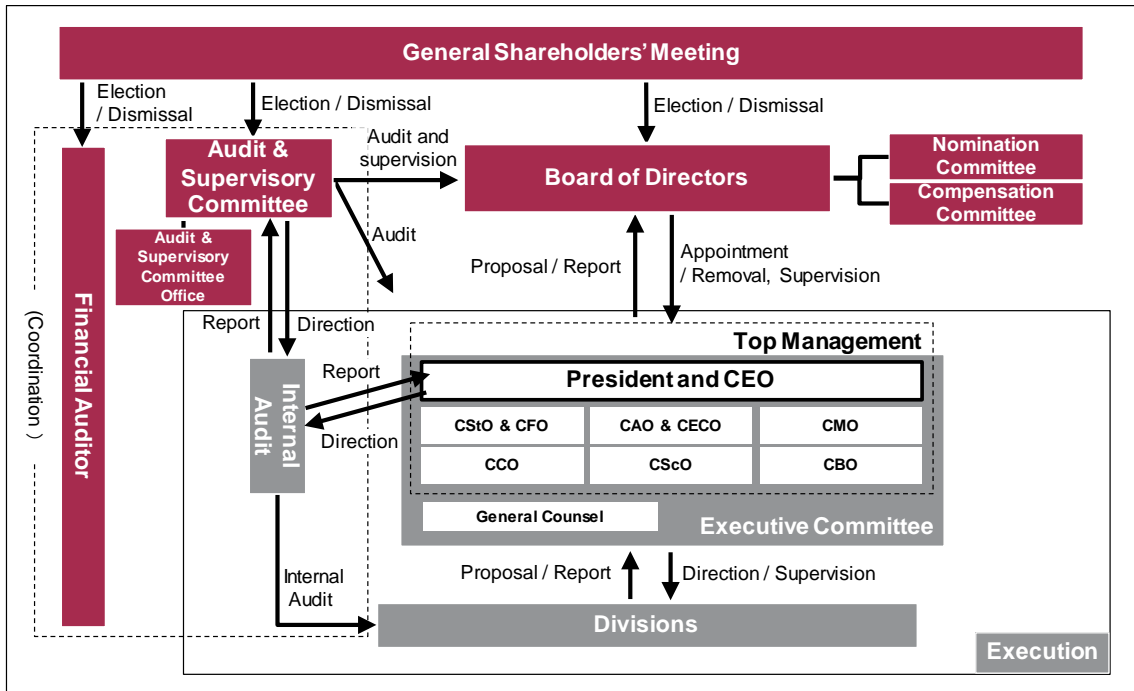 General Shareholders' Meeting
Election
/ Dismissal
Election / Dismissal
Election / Dismissal
Audit and
supervision
Audit &
Supervisory
Committee
Board of Directors
Nomination
Committee
Compensation
Committee
Audit &
Supervisory
Committee
Office
Audit
Proposal / Report
Appointment
/ Removal, Supervision
(Coordination )
Financial Auditor
Report
Direction
Top Management
Internal
Audit
Report
Direction
President and CEO
CStO & CFO
CAO & CECO
CMO
CCO
CScO
CBO
General Counsel
Executive Committee
Internal
Audit
Proposal / Report
Direction / Supervision
Divisions
Execution